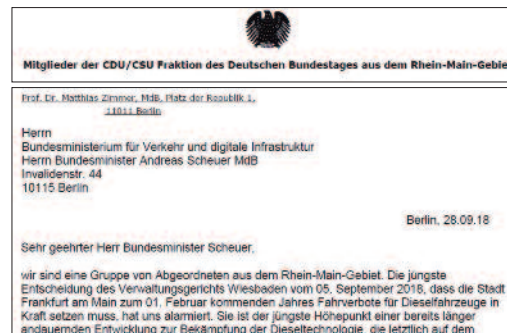 Mitglieder der CDU/CSU Fraktion des Deutschen Bundestages aus dem Rhein-Main-Gebie
Prof. Dr. Matthias Zimmer, MdB, Platz der Republik 1,
11011 Berlin
Herrn
Bundesministerium für Verkehr und digitale Infrastruktur
Herrn Bundesminister Andreas Scheuer MdB
Invalidenstr. 44
10115 Berlin
Berlin, 28.09.18
Sehr geehrter Herr Bundesminister Scheuer,
wir sind eine Gruppe von Abgeordneten aus dem Rhein-Main-Gebiet. Die jüngste
Entscheidung des Verwaltungsgerichts Wiesbaden vom 05. September 2018, dass die Stadt
Frankfurt am Main zum 01. Februar kommenden Jahres Fahrverbote für Dieselfahrzeuge in
Kraft setzen muss, hat uns alarmiert. Sie ist der jüngste Höhepunkt einer bereits länger
andauernden Entwicklung zur Bekämpfung der Dieseltechnologie, die letztlich auf dem